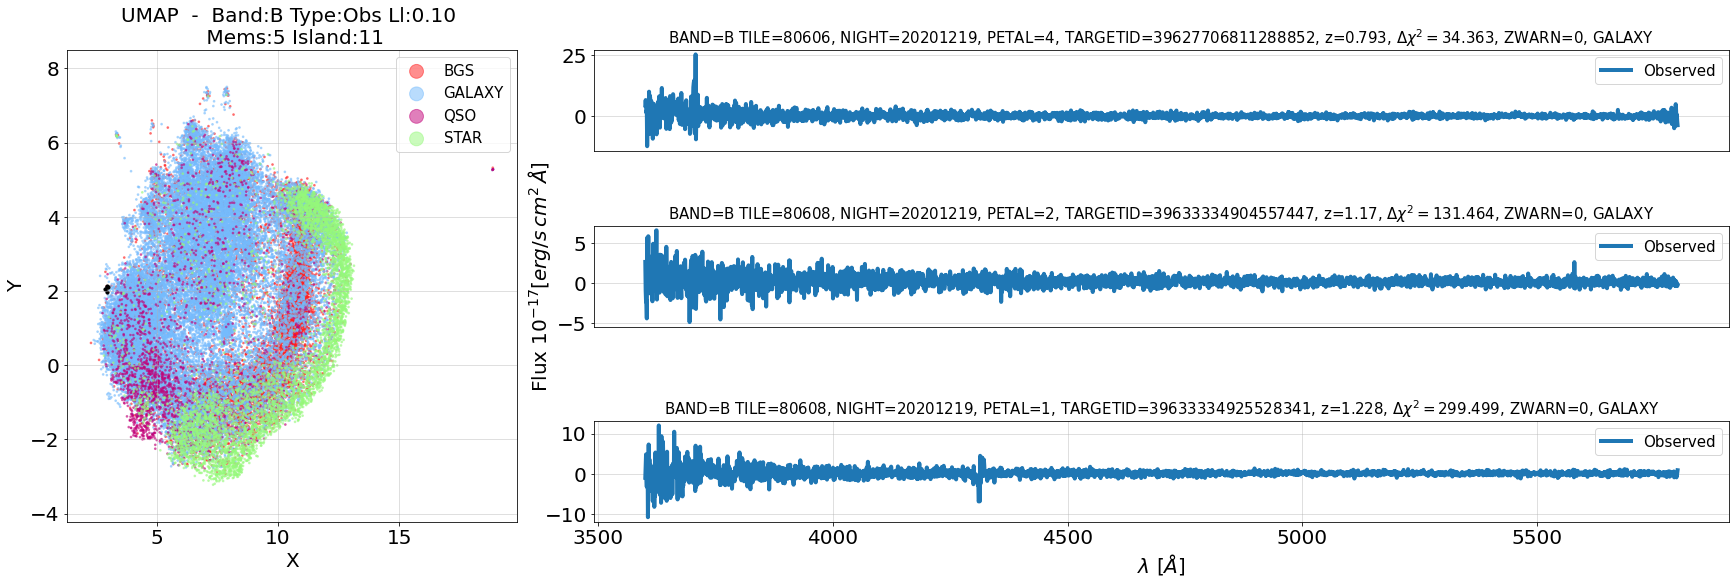 UMAP - Band:B Type:Obs Ll:0.10
Mems:5 Island:11
8
6
4
2
0
−2
−4
5
10
15
X
Y
BGS
GALAXY
QSO
STAR
Flux 10⁻¹⁷[erg/s cm² Å]
BAND=B TILE=80606, NIGHT=20201219, PETAL=4, TARGETID=39627706811288852, z=0.793, Δχ² = 34.363, ZWARN=0, GALAXY
25
0
Observed
BAND=B TILE=80608, NIGHT=20201219, PETAL=2, TARGETID=39633334904557447, z=1.17, Δχ² = 131.464, ZWARN=0, GALAXY
5
0
−5
Observed
BAND=B TILE=80608, NIGHT=20201219, PETAL=1, TARGETID=39633334925528341, z=1.228, Δχ² = 299.499, ZWARN=0, GALAXY
10
0
−10
Observed
3500
4000
4500
5000
5500
λ [Å]